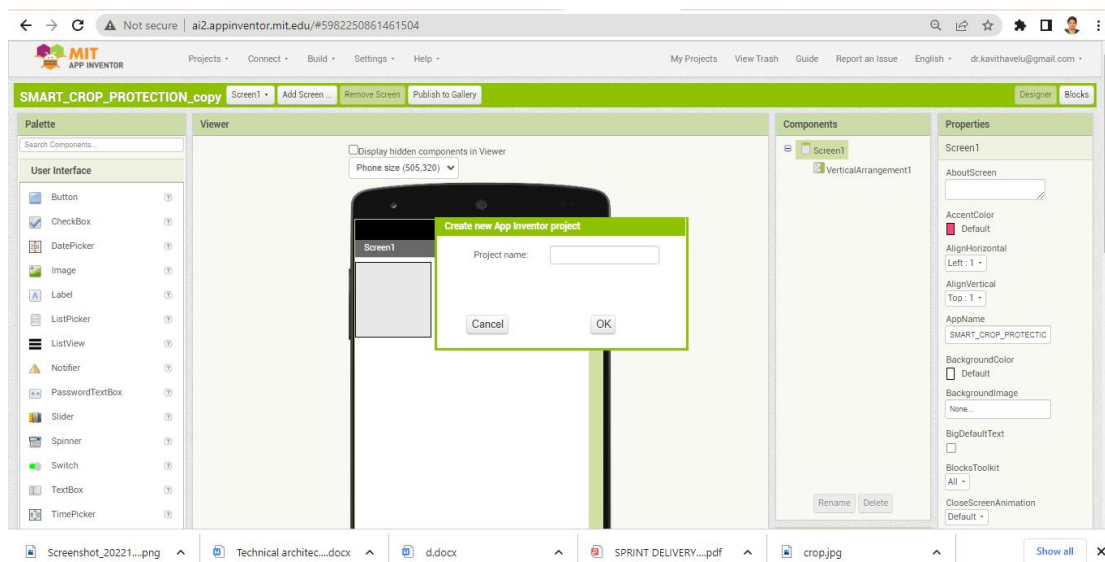 Not secure ai2.appinventor.mit.edu/#5982250861461504
MIT
APP INVENTOR
Projects Connect Build Settings Help My Projects View Trash Guide Report an Issue English dr.kavithavelu@gmail.com
SMART_CROP_PROTECTION_copy Screen1 Add Screen ... Remove Screen Publish to Gallery Designer Blocks
Palette
Search Components...
User Interface
Button
CheckBox
DatePicker
Image
Label
ListPicker
ListView
Notifier
PasswordTextBox
Slider
Spinner
Switch
TextBox
TimePicker
Viewer
Display hidden components in Viewer
Phone size (505,320)
Screen1
Create new App Inventor project
Project name:
Cancel OK
Components
Screen1
VerticalArrangement1
Rename Delete
Properties
Screen1
AboutScreen
AccentColor
Default
AlignHorizontal
Left : 1
AlignVertical
Top : 1
AppName
SMART_CROP_PROTECTIC
BackgroundColor
Default
BackgroundImage
None...
BigDefaultText
BlocksToolkit
All
CloseScreenAnimation
Default
Screenshot_20221....png Technical architec....docx d.docx SPRINT DELIVERY....pdf crop.jpg Show all